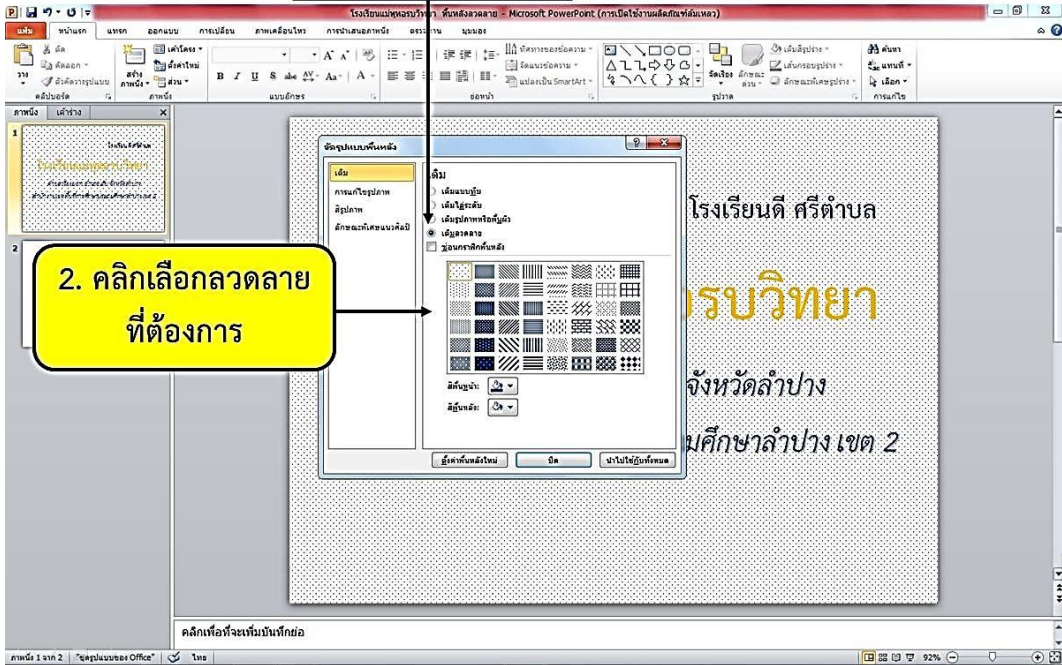 โรงเรียนแม่พุหอรบวิทยา พื้นหลังลวดลาย - Microsoft PowerPoint (การเปิดใช้งานผลิตภัณฑ์ล้มเหลว)
แฟ้ม หน้าแรก แทรก ออกแบบ การเปลี่ยน ภาพเคลื่อนไหว การนำเสนอภาพนิ่ง มุมมอง
วาง
ตัด
คัดลอก
ตัวคัดวางรูปแบบ
คลิปบอร์ด
สร้าง
ภาพนิ่ง
เค้าโครง
ตั้งค่าใหม่
ส่วน
ภาพนิ่ง
B I U S abc AV Aa A
แบบอักษร
ทิศทางของข้อความ
จัดแนวข้อความ
แปลงเป็น SmartArt
ย่อหน้า
จัดเรียง
ลักษณะด่วน
เติมสีรูปร่าง
เส้นกรอบรูปร่าง
ลักษณะพิเศษรูปร่าง
รูปวาด
ค้นหา
แทนที่
เลือก
การแก้ไข
ภาพนิ่ง เค้าร่าง
1
2
จัดรูปแบบพื้นหลัง
เติม
การแก้ไขรูปภาพ
สีรูปภาพ
ลักษณะพิเศษแนวศิลป์
เติม
เติมแบบทึบ
เติมไล่ระดับ
เติมรูปภาพหรือพื้นผิว
เติมลวดลาย
ซ่อนกราฟิกพื้นหลัง
สีพื้นหน้า:
สีพื้นหลัง:
ตั้งค่าพื้นหลังใหม่ ปิด นำไปใช้กับทั้งหมด
2. คลิกเลือกลวดลาย
ที่ต้องการ
โรงเรียนดี ศรีตำบล
รบวิทยา
จังหวัดลำปาง
มศึกษาลำปาง เขต 2
คลิกเพื่อที่จะเพิ่มบันทึกย่อ
ภาพนิ่ง 1 จาก 2 "ชุดรูปแบบของ Office" ไทย 92%